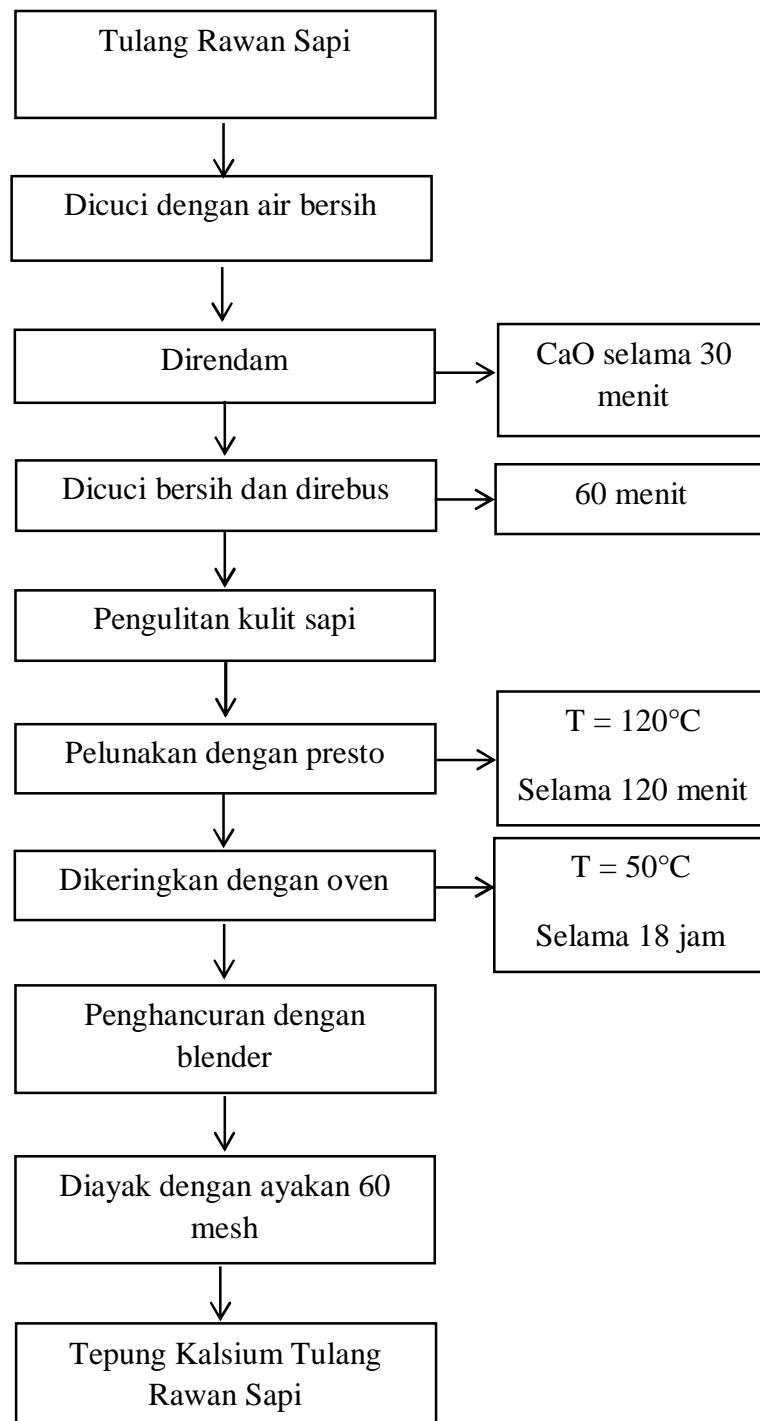 Tulang Rawan Sapi
Dicuci dengan air bersih
Direndam
CaO selama 30
menit
Dicuci bersih dan direbus
60 menit
Pengulitan kulit sapi
Pelunakan dengan presto
T = 120°C
Selama 120 menit
Dikeringkan dengan oven
T = 50°C
Selama 18 jam
Penghancuran dengan
blender
Diayak dengan ayakan 60
mesh
Tepung Kalsium Tulang
Rawan Sapi